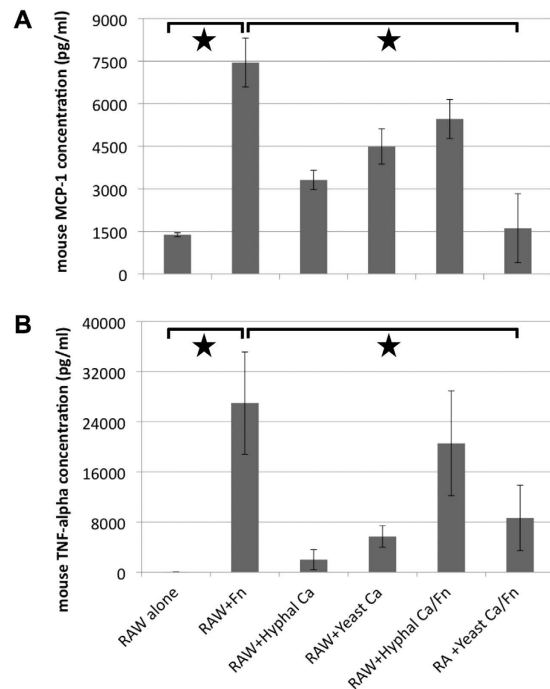 A
mouse MCP-1 concentration (pg/ml)
9000
7500
6000
4500
3000
1500
0
B
mouse TNF-alpha concentration (pg/ml)
40000
32000
24000
16000
8000
0
RAW alone
RAW+Fn
RAW+Hyphal Ca
RAW+Yeast Ca
RAW+Hyphal Ca/Fn
RA +Yeast Ca/Fn